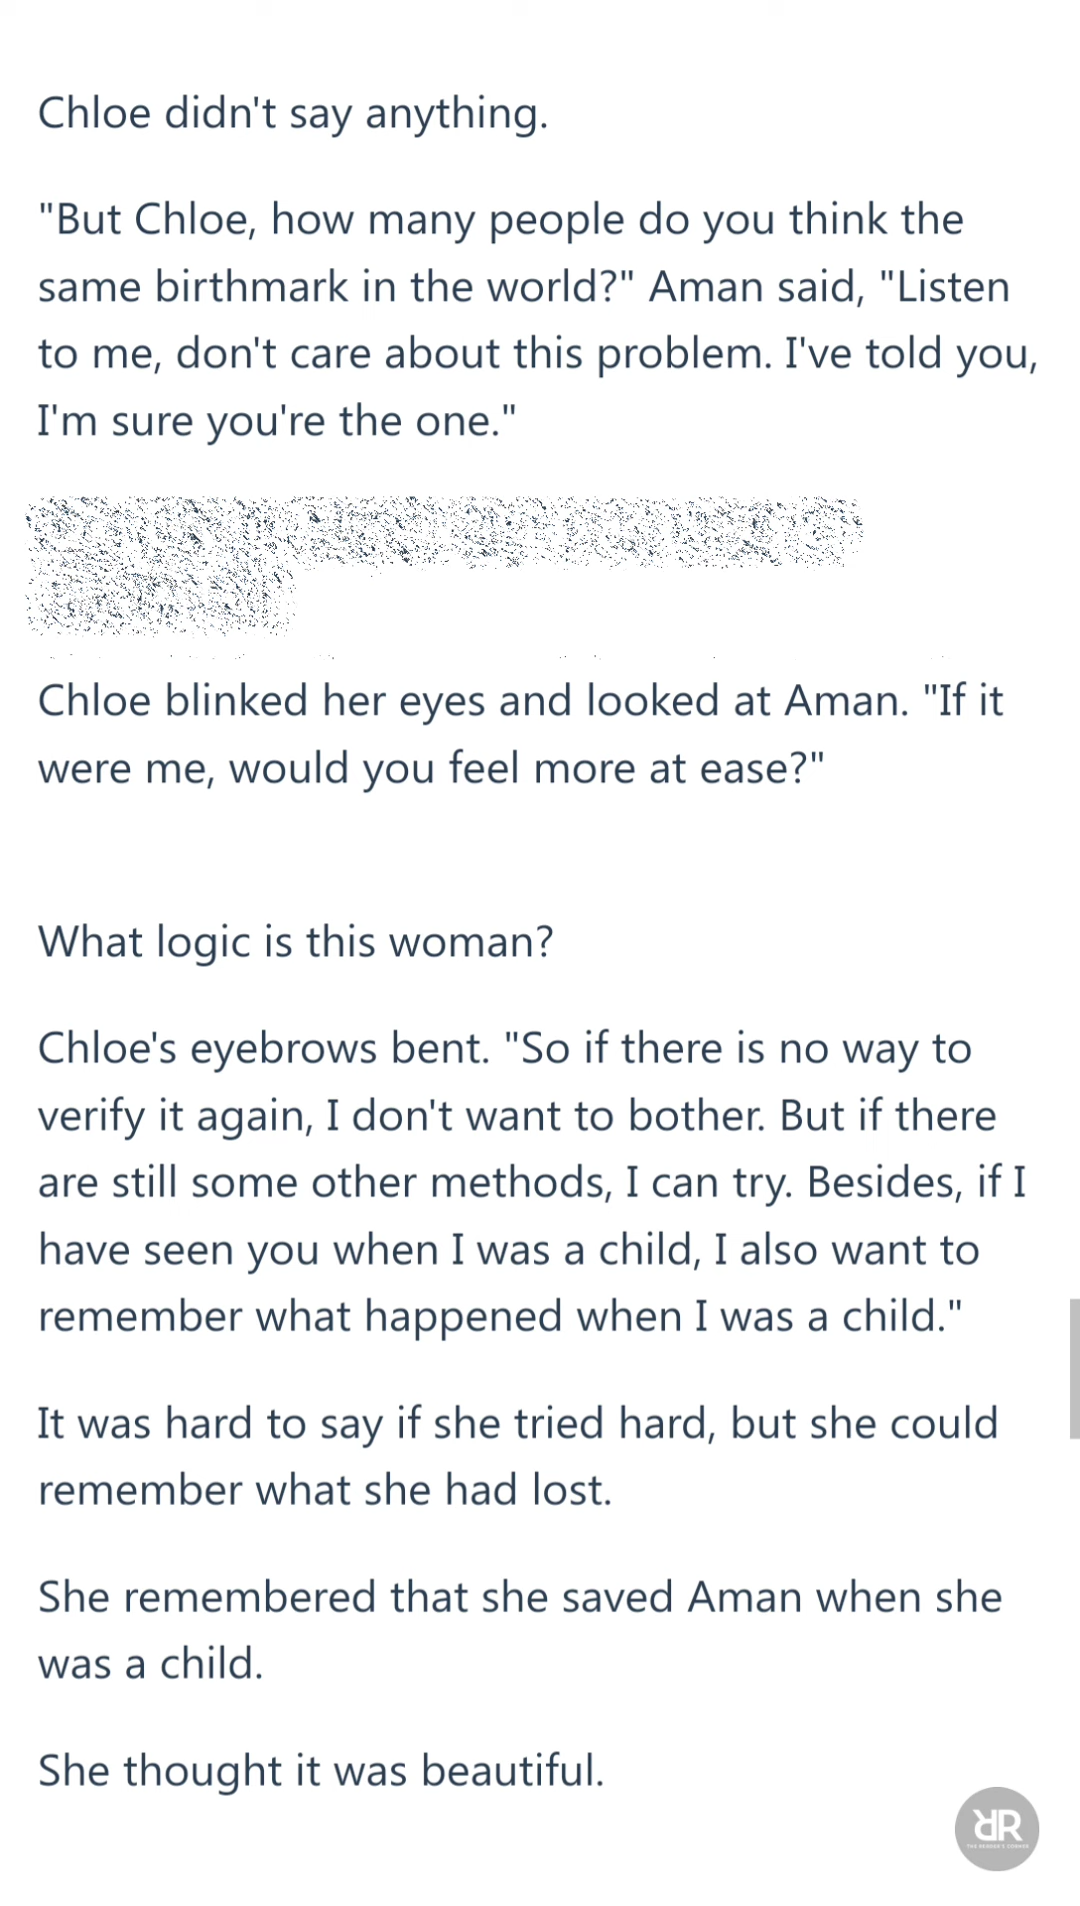 Chloe didn't say anything.
"But Chloe, how many people do you think the
same birthmark in the world?" Aman said, "Listen
to me, don't care about this problem. I've told you,
I'm sure you're the one."
Chloe blinked her eyes and looked at Aman. "If it
were me, would you feel more at ease?"
What logic is this woman?
Chloe's eyebrows bent. "So if there is no way to
verify it again, I don't want to bother. But if there
are still some other methods, I can try. Besides, if I
have seen you when I was a child, I also want to
remember what happened when I was a child."
It was hard to say if she tried hard, but she could
remember what she had lost.
She remembered that she saved Aman when she
was a child.
She thought it was beautiful.